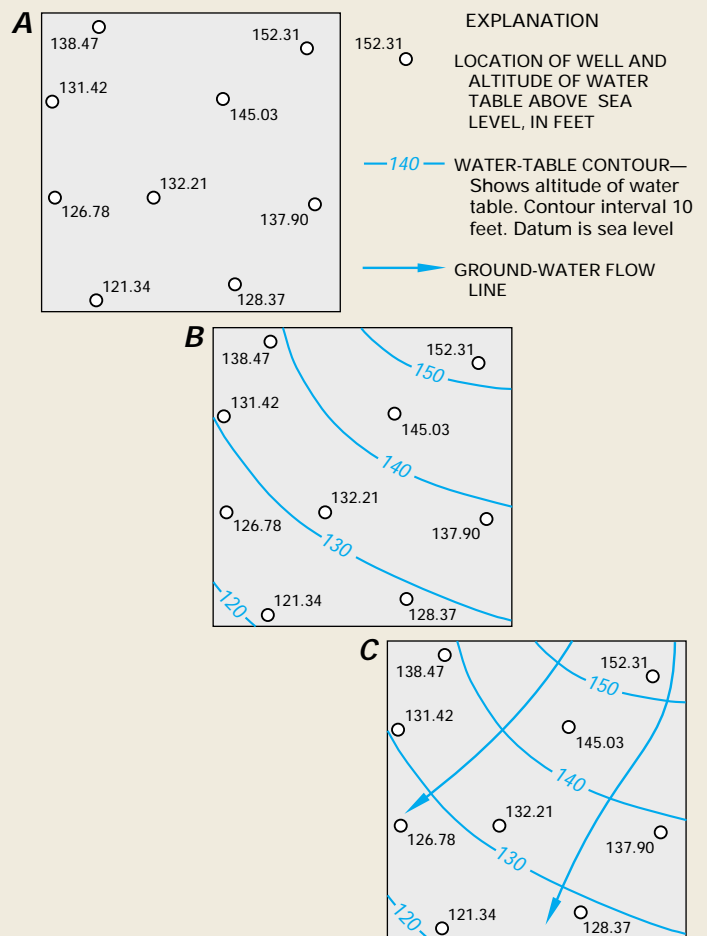 A
138.47
152.31
131.42
145.03
126.78
132.21
137.90
121.34
128.37
EXPLANATION
152.31
LOCATION OF WELL AND
ALTITUDE OF WATER
TABLE ABOVE SEA
LEVEL, IN FEET
140
WATER-TABLE CONTOUR—
Shows altitude of water
table. Contour interval 10
feet. Datum is sea level
GROUND-WATER FLOW
LINE
B
138.47
152.31
150
131.42
145.03
140
132.21
126.78
137.90
130
120
121.34
128.37
C
138.47
152.31
150
131.42
145.03
140
132.21
126.78
137.90
130
120
121.34
128.37